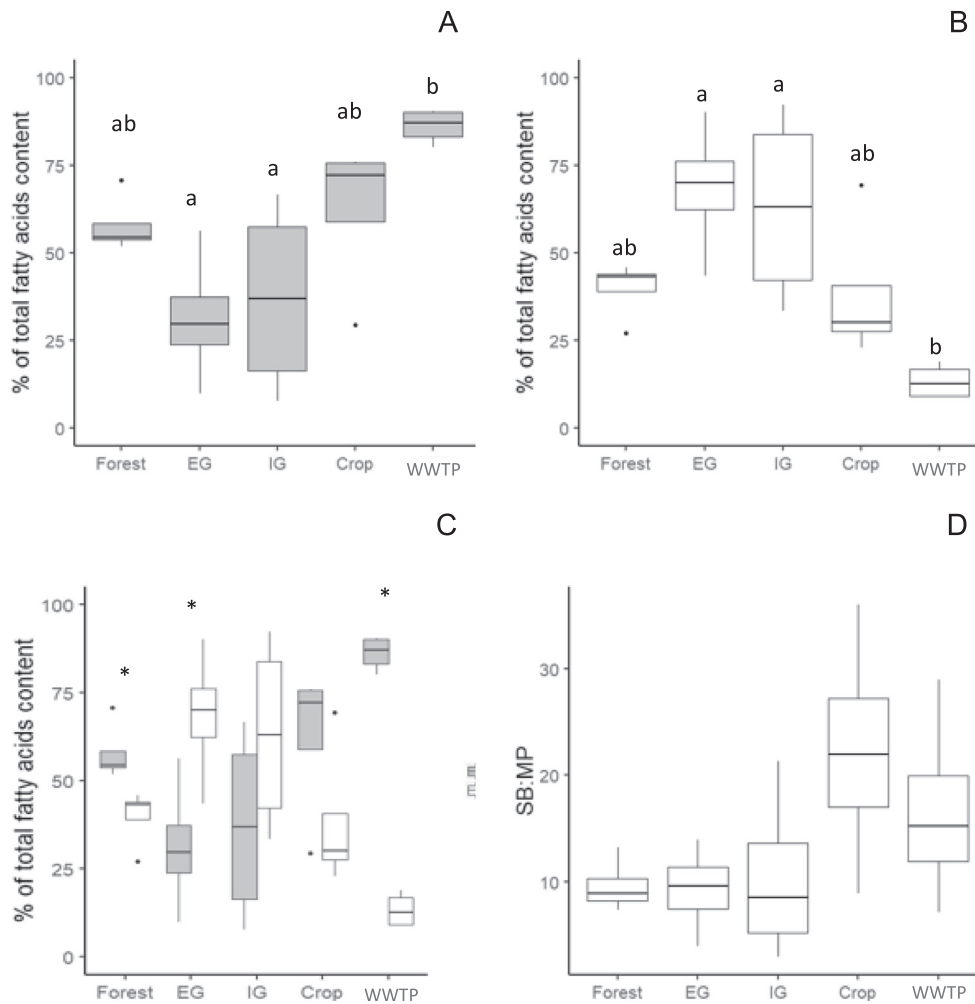 A
% of total fatty acids content
100
75
50
25
0
ab
a
a
ab
b
Forest
EG
IG
Crop
WWTP
B
% of total fatty acids content
100
75
50
25
0
ab
a
a
ab
b
Forest
EG
IG
Crop
WWTP
C
% of total fatty acids content
100
75
50
25
0
*
*
*
Forest
EG
IG
Crop
WWTP
D
SB:MP
30
20
10
Forest
EG
IG
Crop
WWTP